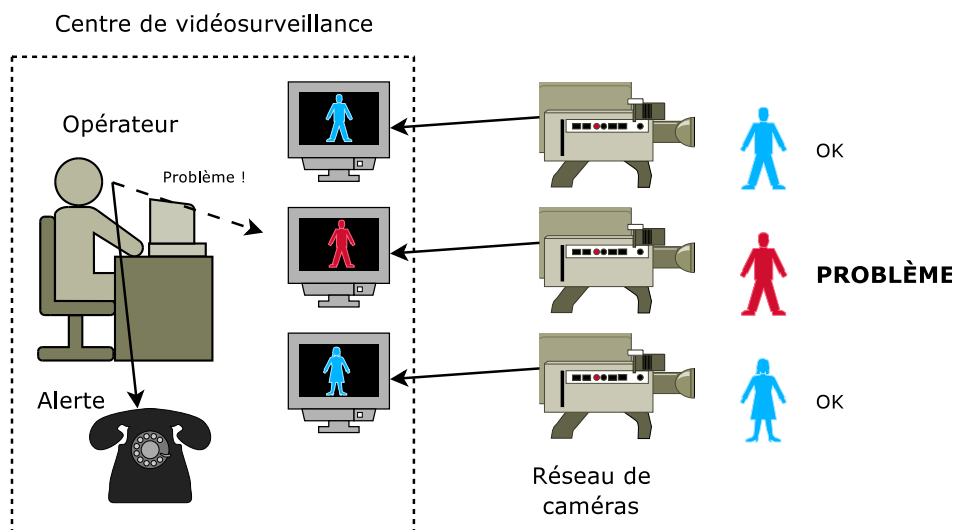 Centre de vidéosurveillance
Opérateur
Problème !
OK
PROBLÈME
Alerte
OK
Réseau de
caméras